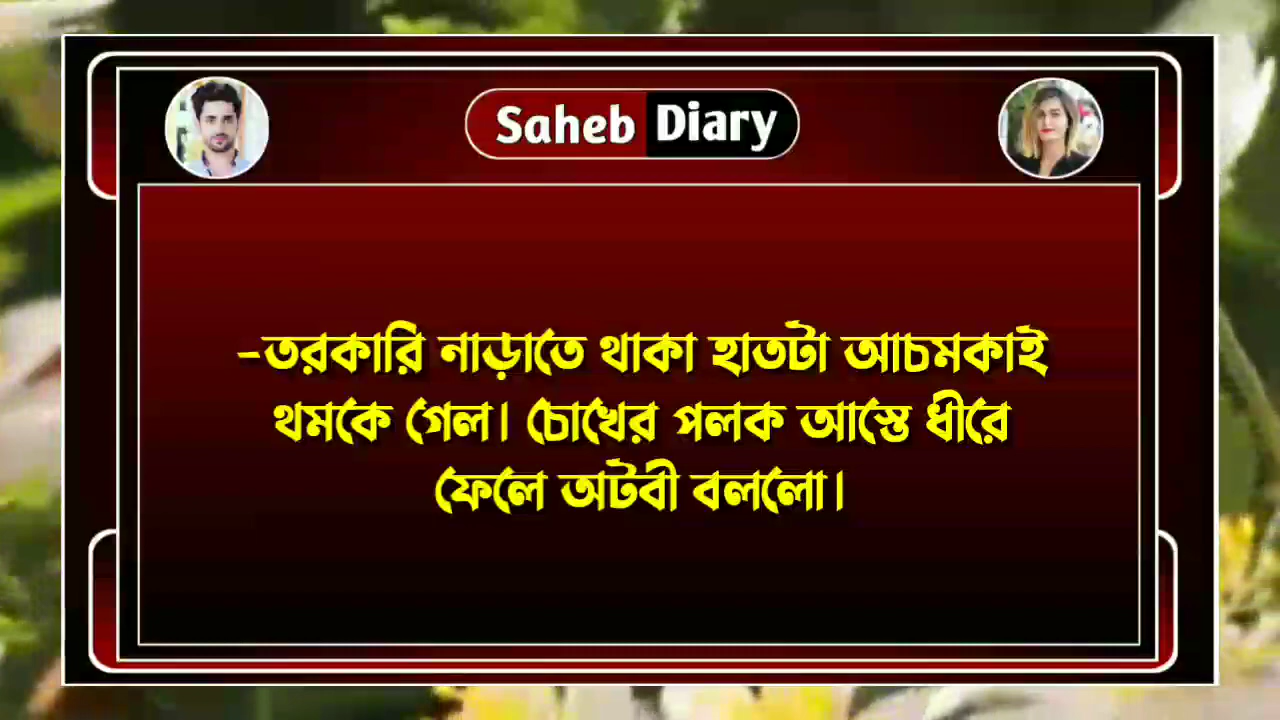 Saheb Diary
-তরকারি নাড়াতে থাকা হাতটা আচমকাই
থমকে গেল। চোখের পলক আস্তে ধীরে
ফেলে অটবী বললো।